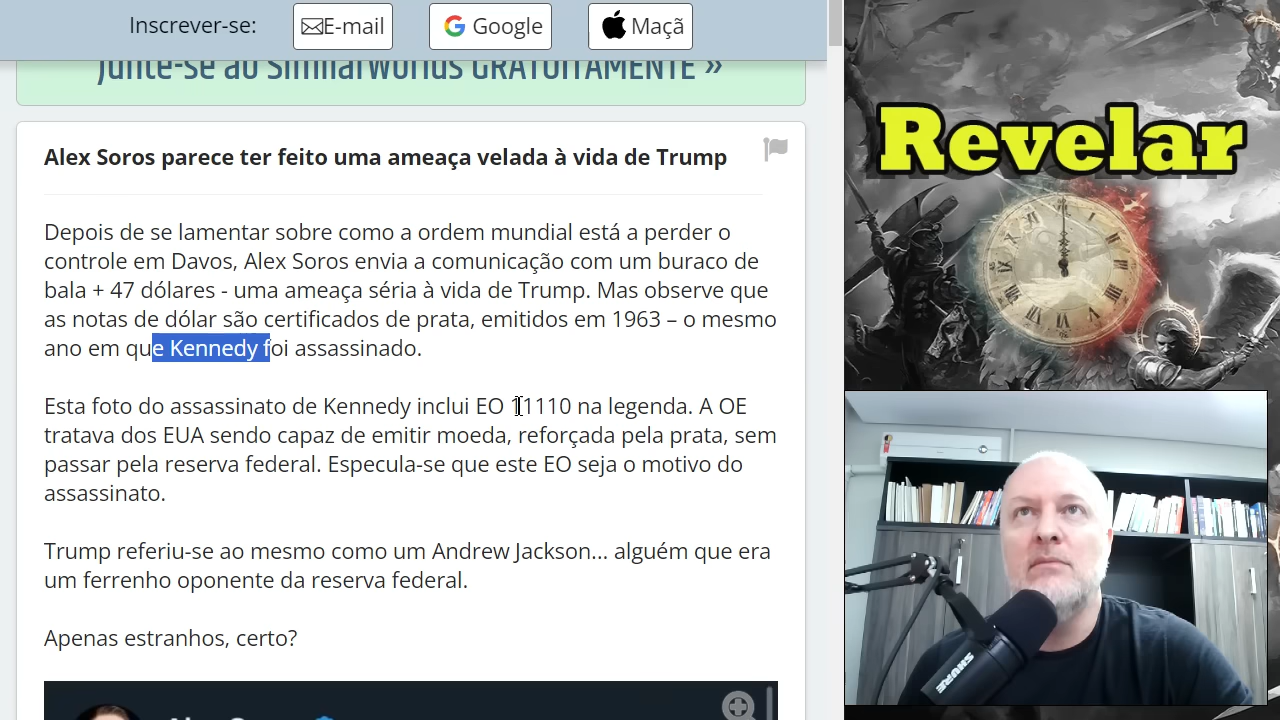 Inscrever-se:
E-mail
Google
Maçã
Junte-se ao SimilarWorlds GRATUITAMENTE »
Alex Soros parece ter feito uma ameaça velada à vida de Trump
Depois de se lamentar sobre como a ordem mundial está a perder o
controle em Davos, Alex Soros envia a comunicação com um buraco de
bala + 47 dólares - uma ameaça séria à vida de Trump. Mas observe que
as notas de dólar são certificados de prata, emitidos em 1963 – o mesmo
ano em que Kennedy foi assassinado.
Esta foto do assassinato de Kennedy inclui EO 11110 na legenda. A OE
tratava dos EUA sendo capaz de emitir moeda, reforçada pela prata, sem
passar pela reserva federal. Especula-se que este EO seja o motivo do
assassinato.
Trump referiu-se ao mesmo como um Andrew Jackson... alguém que era
um ferrenho oponente da reserva federal.
Apenas estranhos, certo?
Revelar
SHURE